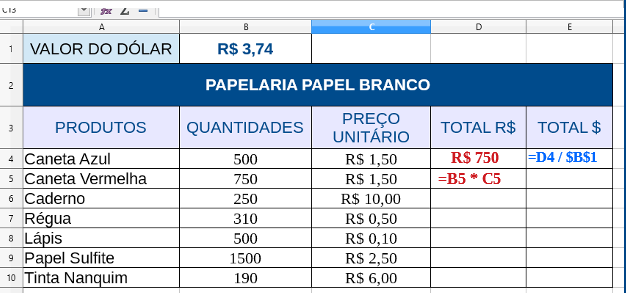 C13
A B C D E
1 VALOR DO DÓLAR R$ 3,74
2 PAPELARIA PAPEL BRANCO
3 PRODUTOS QUANTIDADES PREÇO UNITÁRIO TOTAL R$ TOTAL $
4 Caneta Azul 500 R$ 1,50 R$ 750 =D4 / $B$1
5 Caneta Vermelha 750 R$ 1,50 =B5 * C5
6 Caderno 250 R$ 10,00
7 Régua 310 R$ 0,50
8 Lápis 500 R$ 0,10
9 Papel Sulfite 1500 R$ 2,50
10 Tinta Nanquim 190 R$ 6,00